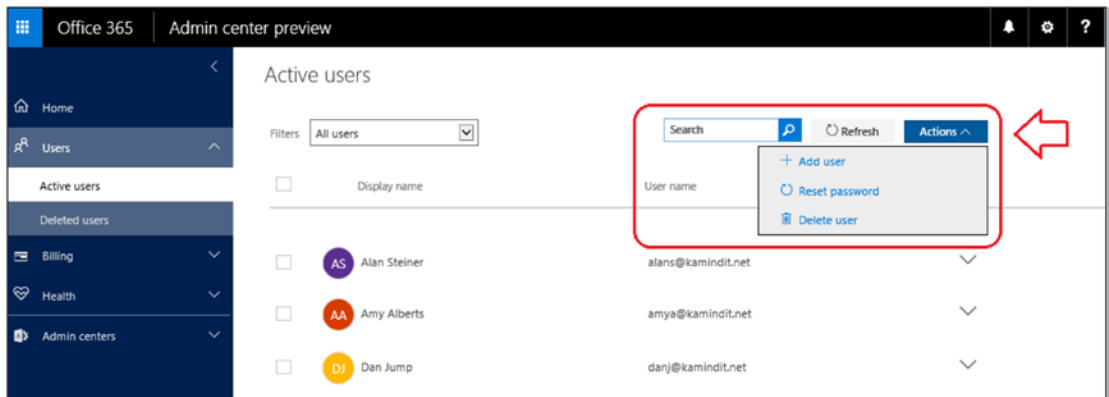 Office 365 Admin center preview ?
Active users
Home
Filters All users Search Refresh Actions
Users
Add user
Active users
Display name User name
Reset password
Deleted users
Delete user
Billing
AS Alan Steiner alans@kamindit.net
Health
AA Amy Alberts amya@kamindit.net
Admin centers
DJ Dan Jump danj@kamindit.net